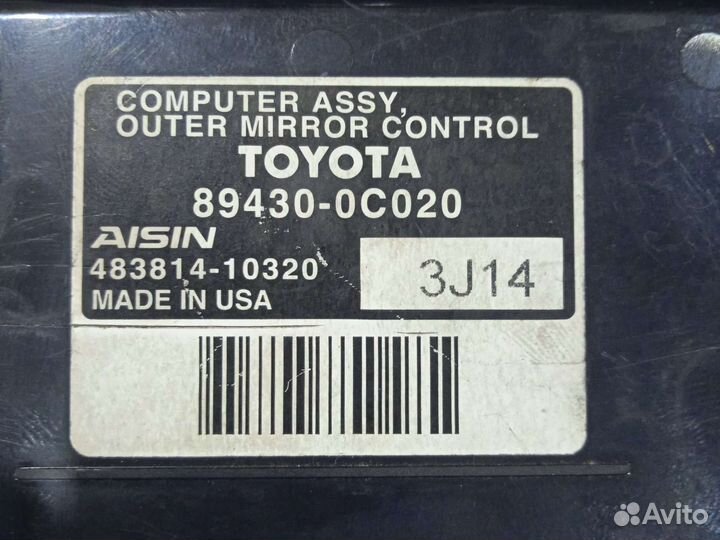 COMPUTER ASSY,
OUTER MIRROR CONTROL
TOYOTA
89430-0C020
AISIN
483814-10320
MADE IN USA
3J14
Avito